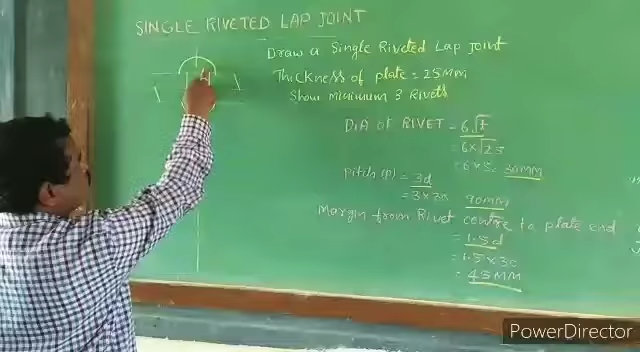 SINGLE RIVETED LAP JOINT
Draw a Single Riveted Lap Joint
Thickness of plate = 25MM
Show Minimum 3 Rivets
DIA OF RIVET = 6√t
= 6×√25
= 6×5 = 30MM
Pitch (P) = 3d
= 3×30 90MM
Margin from Rivet centre to plate end
= 1.5d
= 1.5×30
= 45MM
PowerDirector